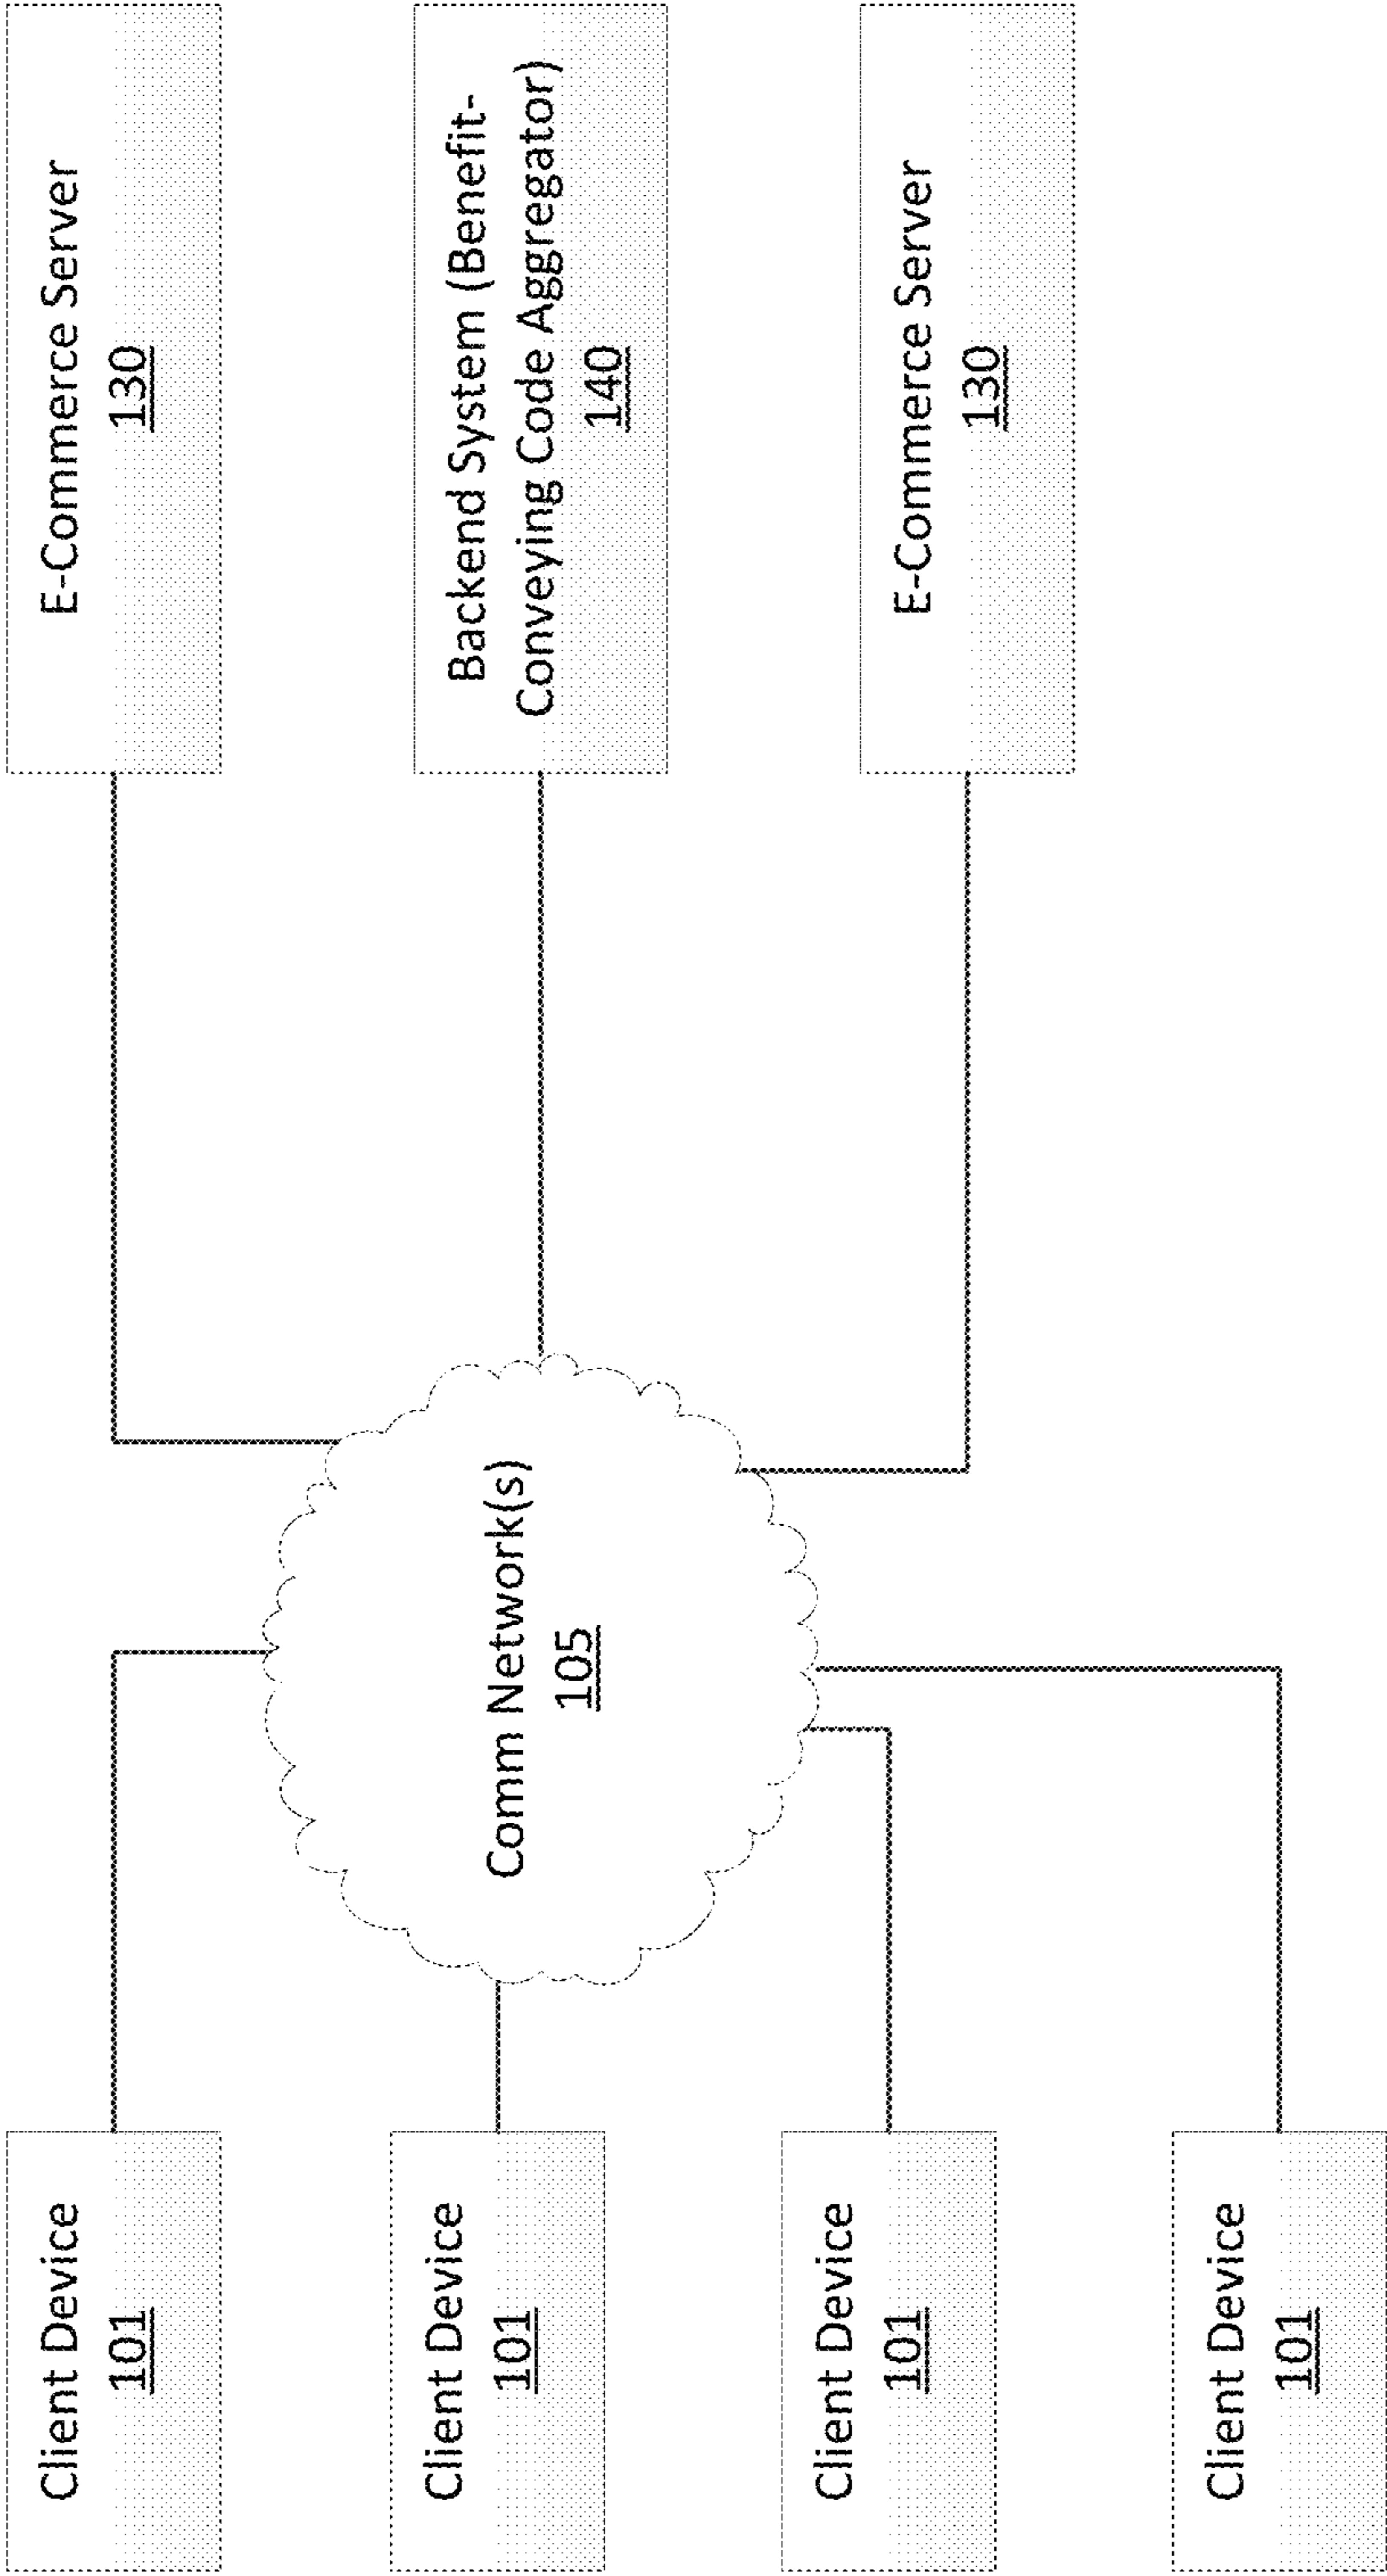 Client Device
101
Client Device
101
Client Device
101
Client Device
101
Comm Network(s)
105
E-Commerce Server
130
Backend System (Benefit-
Conveying Code Aggregator)
140
E-Commerce Server
130